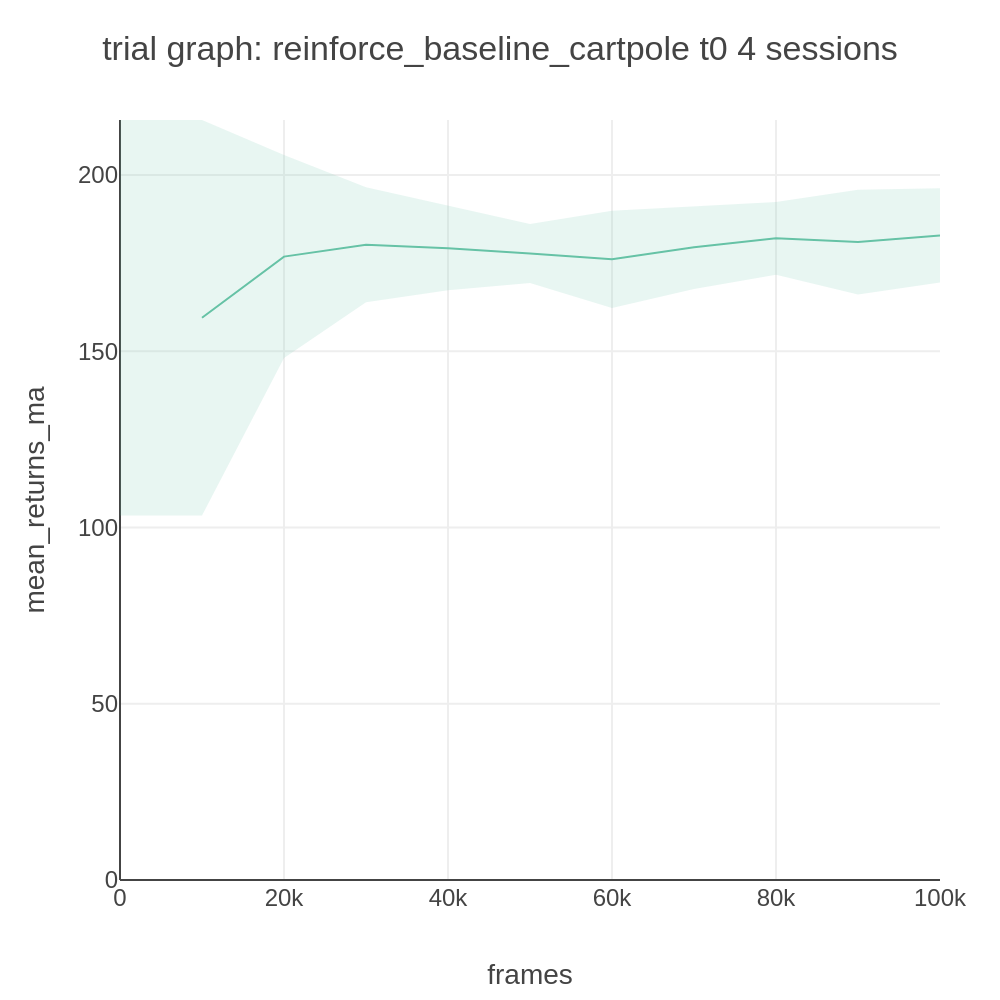 trial graph: reinforce_baseline_cartpole t0 4 sessions
200
150
100
50
0
mean_returns_ma
0 20k 40k 60k 80k 100k
frames